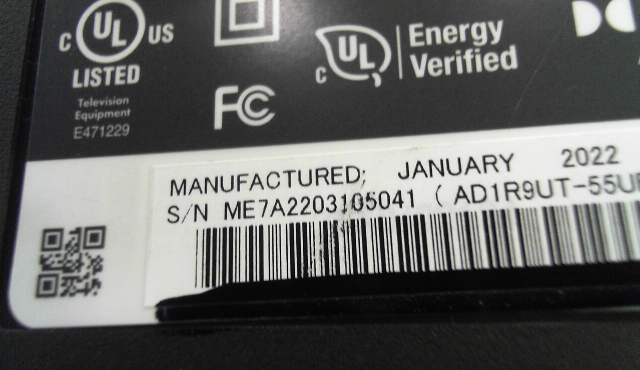 C UL US
LISTED
Television
Equipment
E471229
FC
C UL
Energy
Verified
MANUFACTURED: JANUARY 2022
S/N ME7A2203105041 ( AD1R9UT-55U